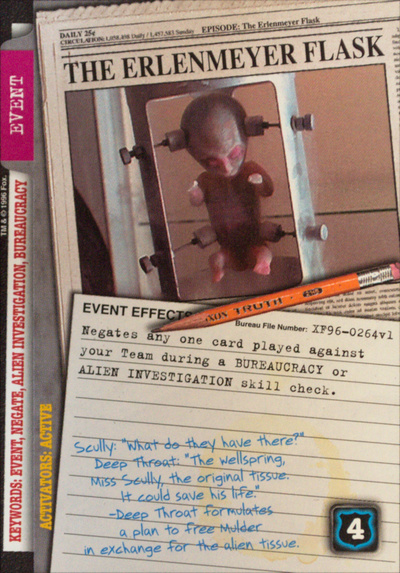 DAILY 25¢ EPISODE: The Erlenmeyer Flask
CIRCULATION: 1,058,498 Daily / 1,457,582 Sunday
THE ERLENMEYER FLASK
EVENT
TM & © 1996 Fox.
KEYWORDS: EVENT, NEGATE, ALIEN INVESTIGATION, BUREAUCRACY
ACTIVATORS: ACTIVE
TRUTH
EVENT EFFECTS
Bureau File Number: XF96-0264v1
Negates any one card played against
your Team during a BUREAUCRACY or
ALIEN INVESTIGATION skill check.
Scully: "What do they have there?"
Deep Throat: "The wellspring,
Miss Scully, the original tissue.
It could save his life."
-Deep Throat formulates
a plan to free Mulder
in exchange for the alien tissue.
4